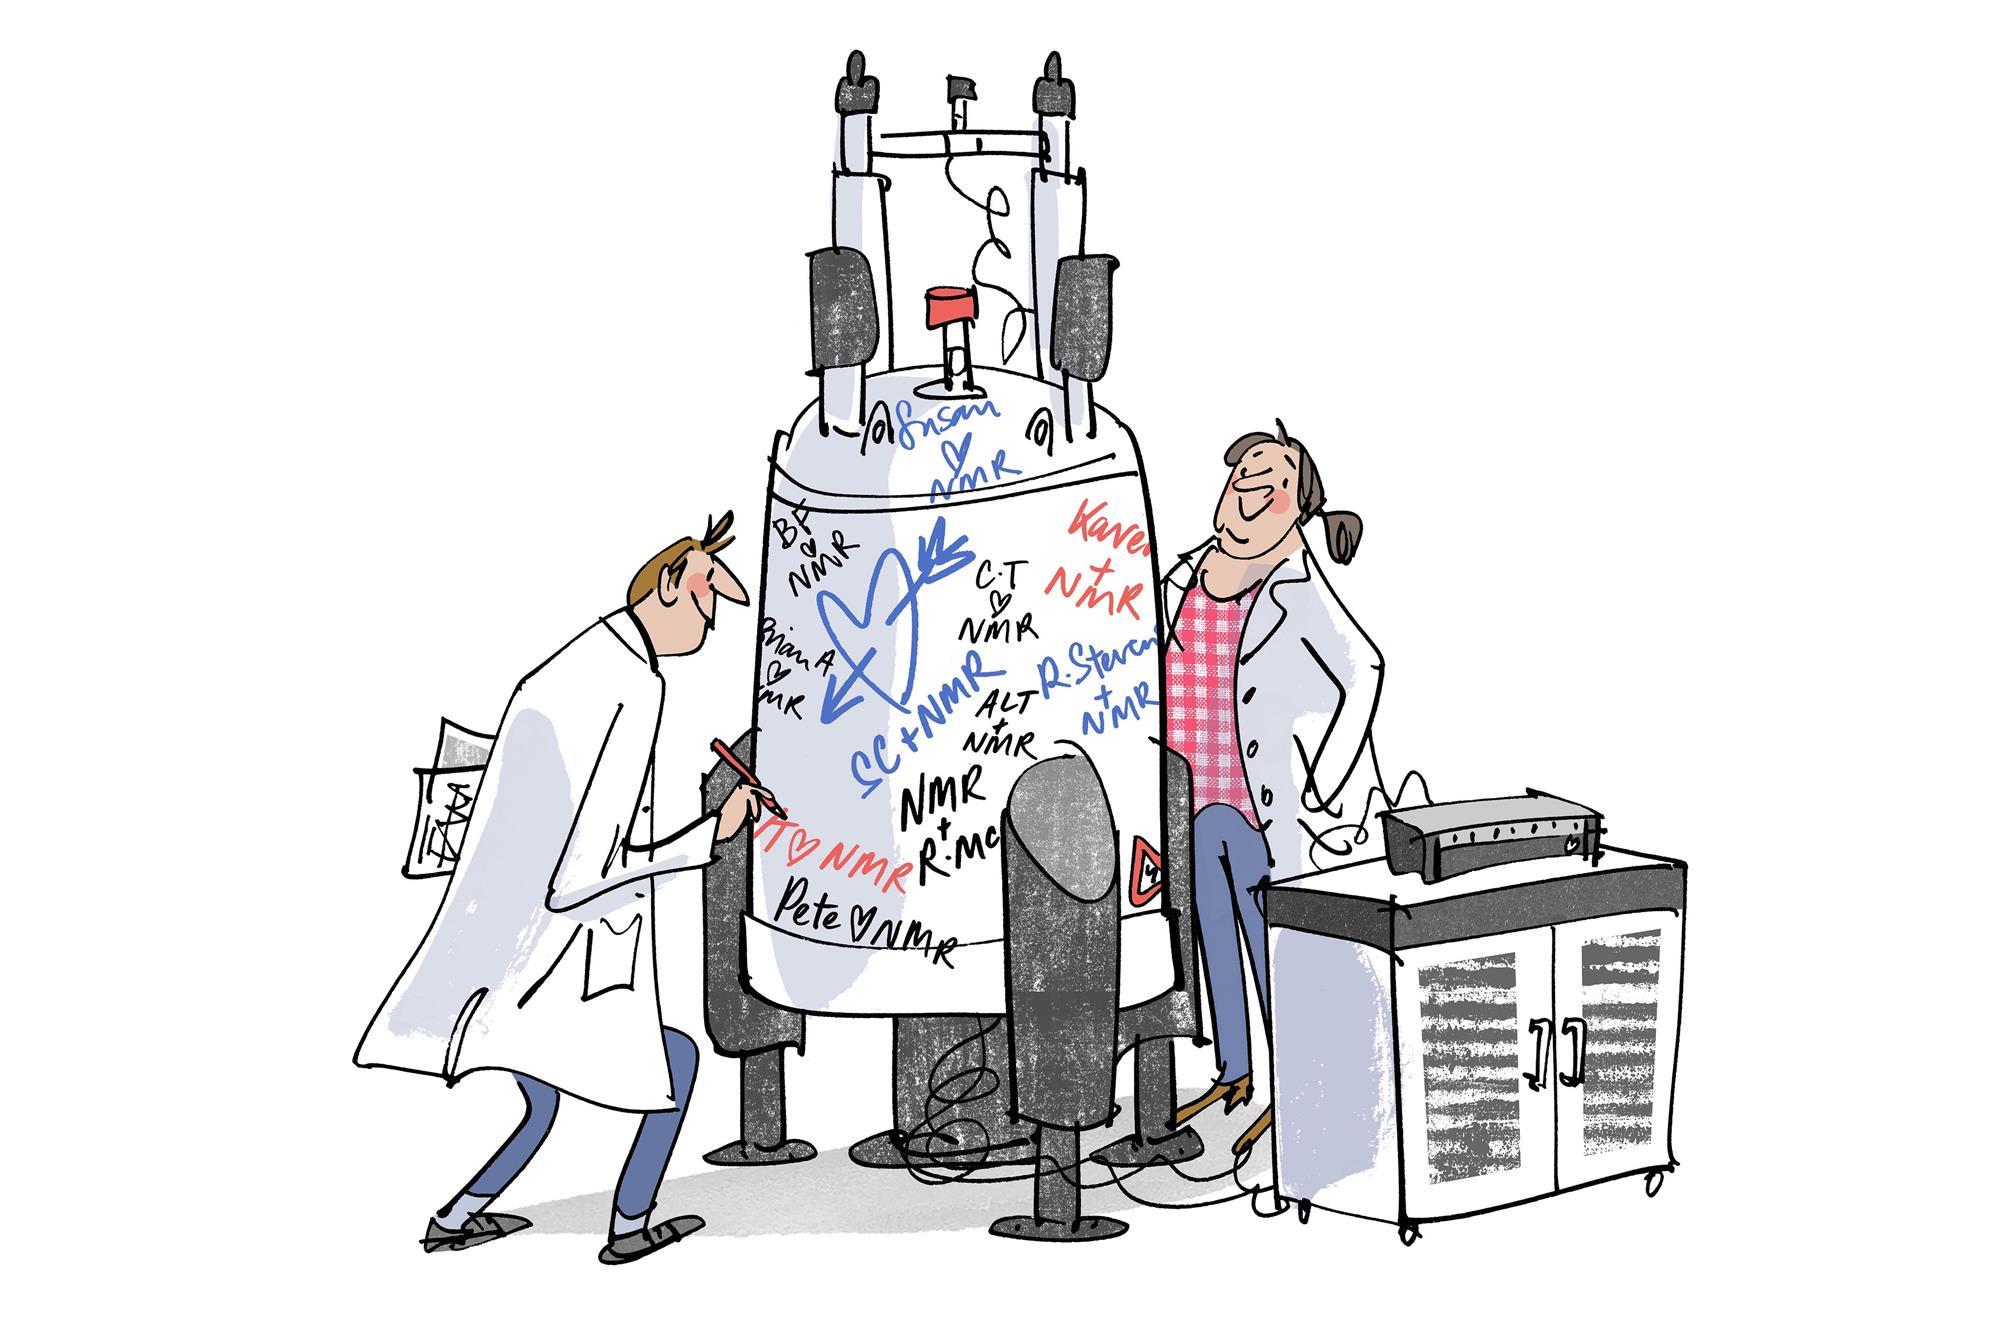 Susan
♡
NMR
BF
♡
NMR
C.T
♡
NMR
Karen
+
NMR
Brian A
♡
NMR
R. Steven
+
NMR
SC + NMR
ALT
+
NMR
NMR
+
R. Mc
T ♡ NMR
Pete ♡ NMR